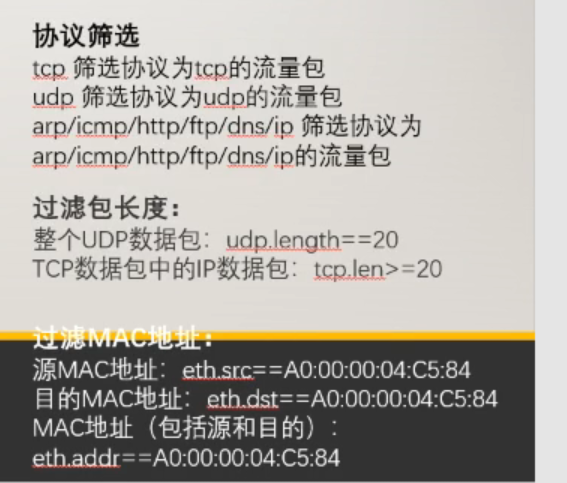 协议筛选
tcp 筛选协议为tcp的流量包
udp 筛选协议为udp的流量包
arp/icmp/http/ftp/dns/ip 筛选协议为
arp/icmp/http/ftp/dns/ip的流量包
过滤包长度：
整个UDP数据包：udp.length==20
TCP数据包中的IP数据包：tcp.len>=20
过滤MAC地址：
源MAC地址：eth.src==A0:00:00:04:C5:84
目的MAC地址：eth.dst==A0:00:00:04:C5:84
MAC地址（包括源和目的）：
eth.addr==A0:00:00:04:C5:84